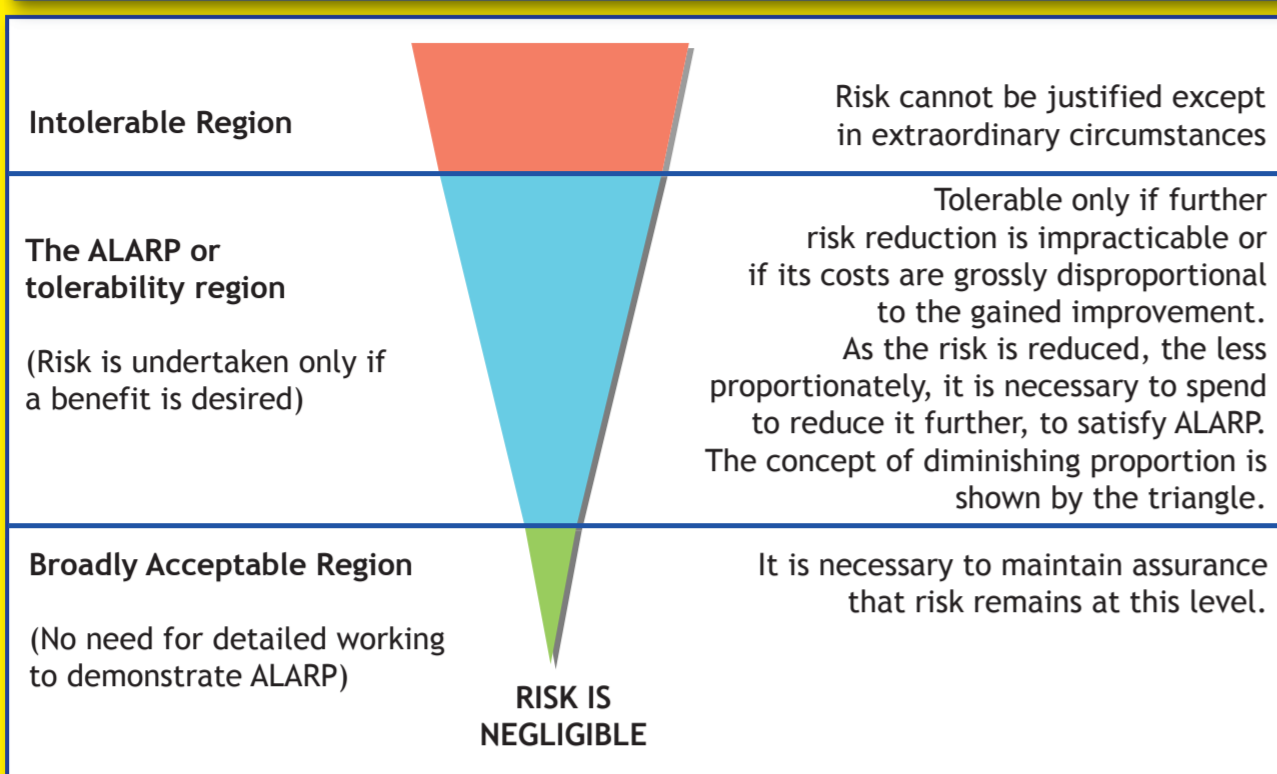 Intolerable Region
Risk cannot be justified except
in extraordinary circumstances
The ALARP or
tolerability region
(Risk is undertaken only if
a benefit is desired)
Tolerable only if further
risk reduction is impracticable or
if its costs are grossly disproportional
to the gained improvement.
As the risk is reduced, the less
proportionately, it is necessary to spend
to reduce it further, to satisfy ALARP.
The concept of diminishing proportion is
shown by the triangle.
Broadly Acceptable Region
(No need for detailed working
to demonstrate ALARP)
It is necessary to maintain assurance
that risk remains at this level.
RISK IS
NEGLIGIBLE